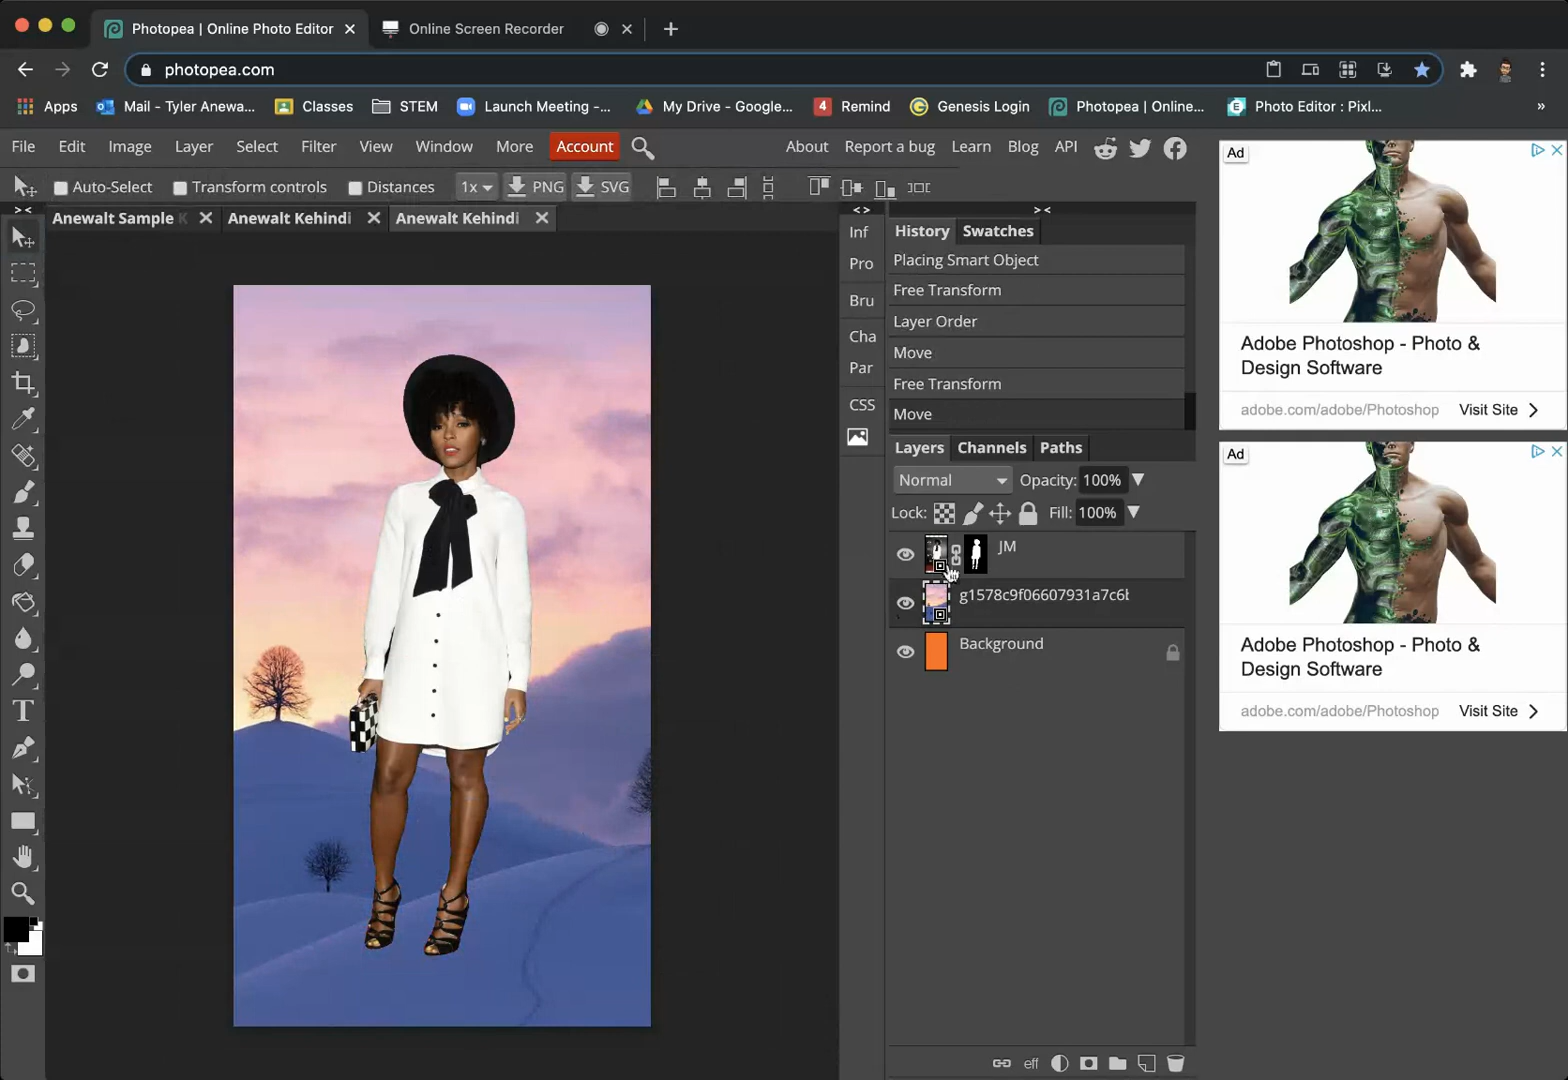 Photopea | Online Photo Editor
Online Screen Recorder
photopea.com
Apps
Mail - Tyler Anewa...
Classes
STEM
Launch Meeting -...
My Drive - Google...
4 Remind
Genesis Login
Photopea | Online...
Photo Editor : Pixl...
»
File Edit Image Layer Select Filter View Window More Account
About Report a bug Learn Blog API
Auto-Select Transform controls Distances 1x PNG SVG
Anewalt Sample K
Anewalt Kehindi
Anewalt Kehindi
Inf
Pro
Bru
Cha
Par
CSS
History Swatches
Placing Smart Object
Free Transform
Layer Order
Move
Free Transform
Move
Layers Channels Paths
Normal Opacity: 100%
Lock: Fill: 100%
JM
g1578c9f06607931a7c6b
Background
eff
Ad
Adobe Photoshop - Photo &
Design Software
adobe.com/adobe/Photoshop Visit Site
Ad
Adobe Photoshop - Photo &
Design Software
adobe.com/adobe/Photoshop Visit Site